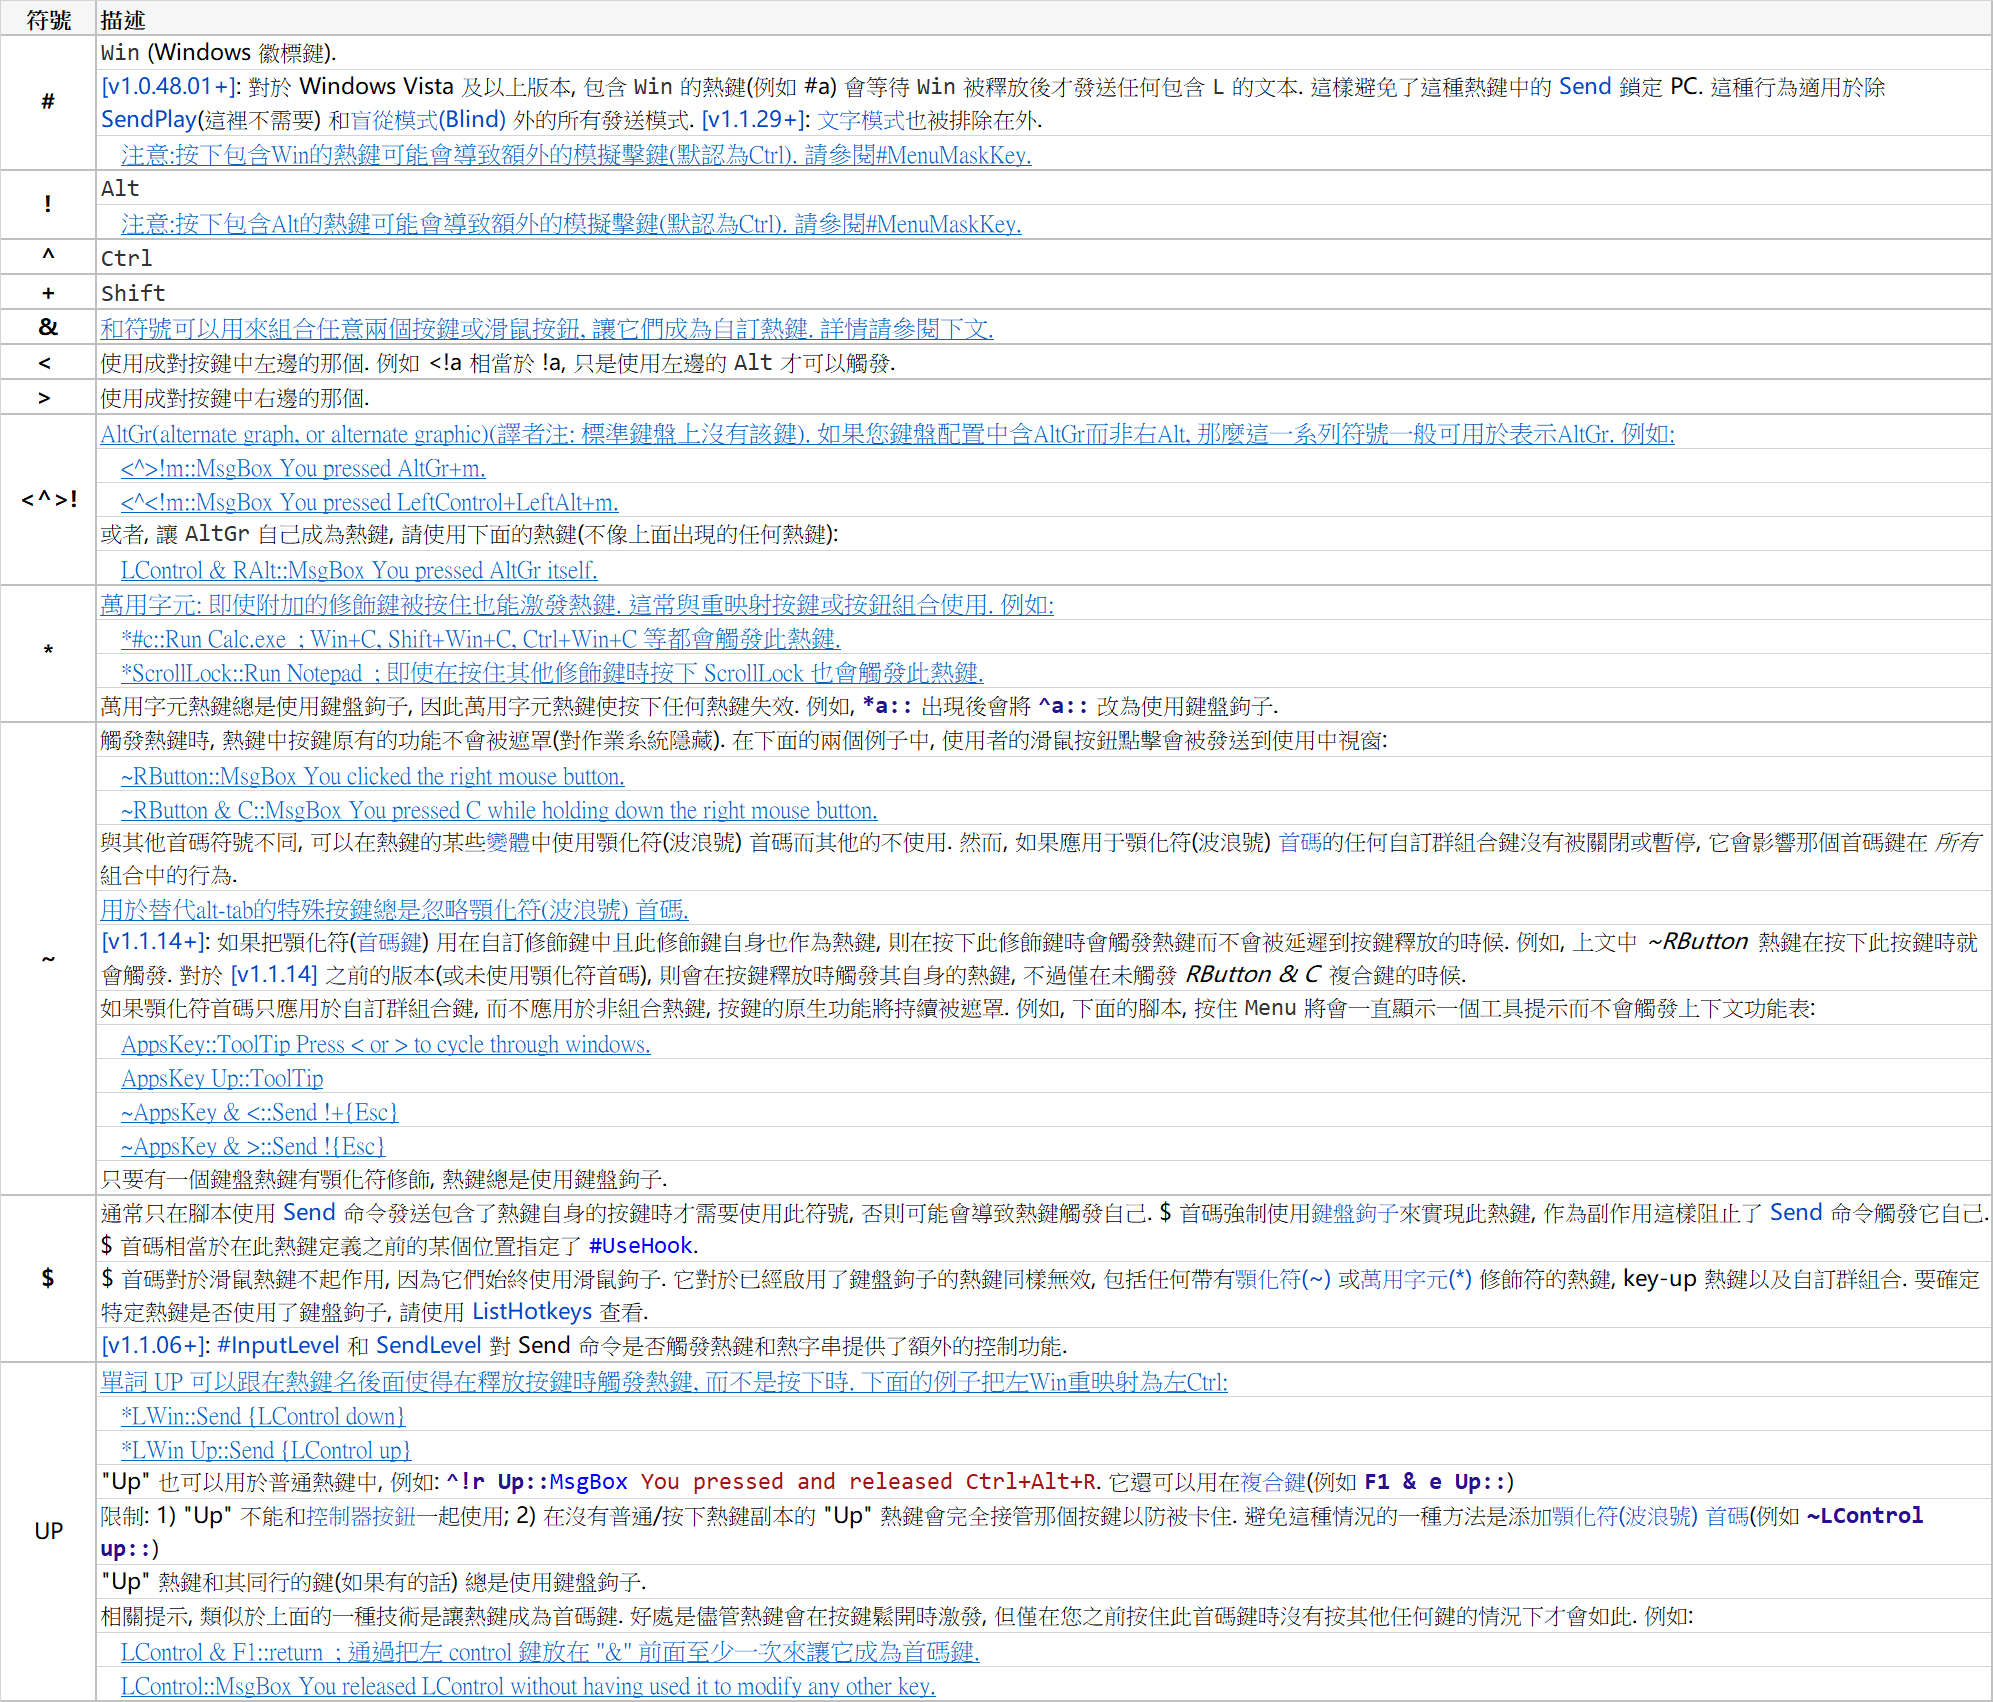 符號 描述
# Win (Windows 徽標鍵).
[v1.0.48.01+]: 對於 Windows Vista 及以上版本, 包含 Win 的熱鍵(例如 #a) 會等待 Win 被釋放後才發送任何包含 L 的文本. 這樣避免了這種熱鍵中的 Send 鎖定 PC. 這種行為適用於除
SendPlay(這裡不需要) 和盲從模式(Blind) 外的所有發送模式. [v1.1.29+]: 文字模式也被排除在外.
注意:按下包含Win的熱鍵可能會導致額外的模擬擊鍵(默認為Ctrl). 請參閱#MenuMaskKey.
! Alt
注意:按下包含Alt的熱鍵可能會導致額外的模擬擊鍵(默認為Ctrl). 請參閱#MenuMaskKey.
^ Ctrl
+ Shift
& 和符號可以用來組合任意兩個按鍵或滑鼠按鈕, 讓它們成為自訂熱鍵. 詳情請參閱下文.
< 使用成對按鍵中左邊的那個. 例如 <!a 相當於 !a, 只是使用左邊的 Alt 才可以觸發.
> 使用成對按鍵中右邊的那個.
<^>! AltGr(alternate graph, or alternate graphic)(譯者注: 標準鍵盤上沒有該鍵). 如果您鍵盤配置中含AltGr而非右Alt, 那麼這一系列符號一般可用於表示AltGr. 例如:
<^>!m::MsgBox You pressed AltGr+m.
<^<!m::MsgBox You pressed LeftControl+LeftAlt+m.
或者, 讓 AltGr 自己成為熱鍵, 請使用下面的熱鍵(不像上面出現的任何熱鍵):
LControl & RAlt::MsgBox You pressed AltGr itself.
* 萬用字元: 即使附加的修飾鍵被按住也能激發熱鍵. 這常與重映射按鍵或按鈕組合使用. 例如:
*#c::Run Calc.exe  ; Win+C, Shift+Win+C, Ctrl+Win+C 等都會觸發此熱鍵.
*ScrollLock::Run Notepad  ; 即使在按住其他修飾鍵時按下 ScrollLock 也會觸發此熱鍵.
萬用字元熱鍵總是使用鍵盤鉤子, 因此萬用字元熱鍵使按下任何熱鍵失效. 例如, *a:: 出現後會將 ^a:: 改為使用鍵盤鉤子.
~ 觸發熱鍵時, 熱鍵中按鍵原有的功能不會被遮罩(對作業系統隱藏). 在下面的兩個例子中, 使用者的滑鼠按鈕點擊會被發送到使用中視窗:
~RButton::MsgBox You clicked the right mouse button.
~RButton & C::MsgBox You pressed C while holding down the right mouse button.
與其他首碼符號不同, 可以在熱鍵的某些變體中使用顎化符(波浪號) 首碼而其他的不使用. 然而, 如果應用于顎化符(波浪號) 首碼的任何自訂群組合鍵沒有被關閉或暫停, 它會影響那個首碼鍵在 所有
組合中的行為.
用於替代alt-tab的特殊按鍵總是忽略顎化符(波浪號) 首碼.
[v1.1.14+]: 如果把顎化符(首碼鍵) 用在自訂修飾鍵中且此修飾鍵自身也作為熱鍵, 則在按下此修飾鍵時會觸發熱鍵而不會被延遲到按鍵釋放的時候. 例如, 上文中 ~RButton 熱鍵在按下此按鍵時就
會觸發. 對於 [v1.1.14] 之前的版本(或未使用顎化符首碼), 則會在按鍵釋放時觸發其自身的熱鍵, 不過僅在未觸發 RButton & C 複合鍵的時候.
如果顎化符首碼只應用於自訂群組合鍵, 而不應用於非組合熱鍵, 按鍵的原生功能將持續被遮罩. 例如, 下面的腳本, 按住 Menu 將會一直顯示一個工具提示而不會觸發上下文功能表:
AppsKey::ToolTip Press < or > to cycle through windows.
AppsKey Up::ToolTip
~AppsKey & <::Send !+{Esc}
~AppsKey & >::Send !{Esc}
只要有一個鍵盤熱鍵有顎化符修飾, 熱鍵總是使用鍵盤鉤子.
$ 通常只在腳本使用 Send 命令發送包含了熱鍵自身的按鍵時才需要使用此符號, 否則可能會導致熱鍵觸發自己. $ 首碼強制使用鍵盤鉤子來實現此熱鍵, 作為副作用這樣阻止了 Send 命令觸發它自己.
$ 首碼相當於在此熱鍵定義之前的某個位置指定了 #UseHook.
$ 首碼對於滑鼠熱鍵不起作用, 因為它們始終使用滑鼠鉤子. 它對於已經啟用了鍵盤鉤子的熱鍵同樣無效, 包括任何帶有顎化符(~) 或萬用字元(*) 修飾符的熱鍵, key-up 熱鍵以及自訂群組合. 要確定
特定熱鍵是否使用了鍵盤鉤子, 請使用 ListHotkeys 查看.
[v1.1.06+]: #InputLevel 和 SendLevel 對 Send 命令是否觸發熱鍵和熱字串提供了額外的控制功能.
UP 單詞 UP 可以跟在熱鍵名後面使得在釋放按鍵時觸發熱鍵, 而不是按下時. 下面的例子把左Win重映射為左Ctrl:
*LWin::Send {LControl down}
*LWin Up::Send {LControl up}
"Up" 也可以用於普通熱鍵中, 例如: ^!r Up::MsgBox You pressed and released Ctrl+Alt+R. 它還可以用在複合鍵(例如 F1 & e Up::)
限制: 1) "Up" 不能和控制器按鈕一起使用; 2) 在沒有普通/按下熱鍵副本的 "Up" 熱鍵會完全接管那個按鍵以防被卡住. 避免這種情況的一種方法是添加顎化符(波浪號) 首碼(例如 ~LControl
up::)
"Up" 熱鍵和其同行的鍵(如果有的話) 總是使用鍵盤鉤子.
相關提示, 類似於上面的一種技術是讓熱鍵成為首碼鍵. 好處是儘管熱鍵會在按鍵鬆開時激發, 但僅在您之前按住此首碼鍵時沒有按其他任何鍵的情況下才會如此. 例如:
LControl & F1::return  ; 通過把左 control 鍵放在 "&" 前面至少一次來讓它成為首碼鍵.
LControl::MsgBox You released LControl without having used it to modify any other key.